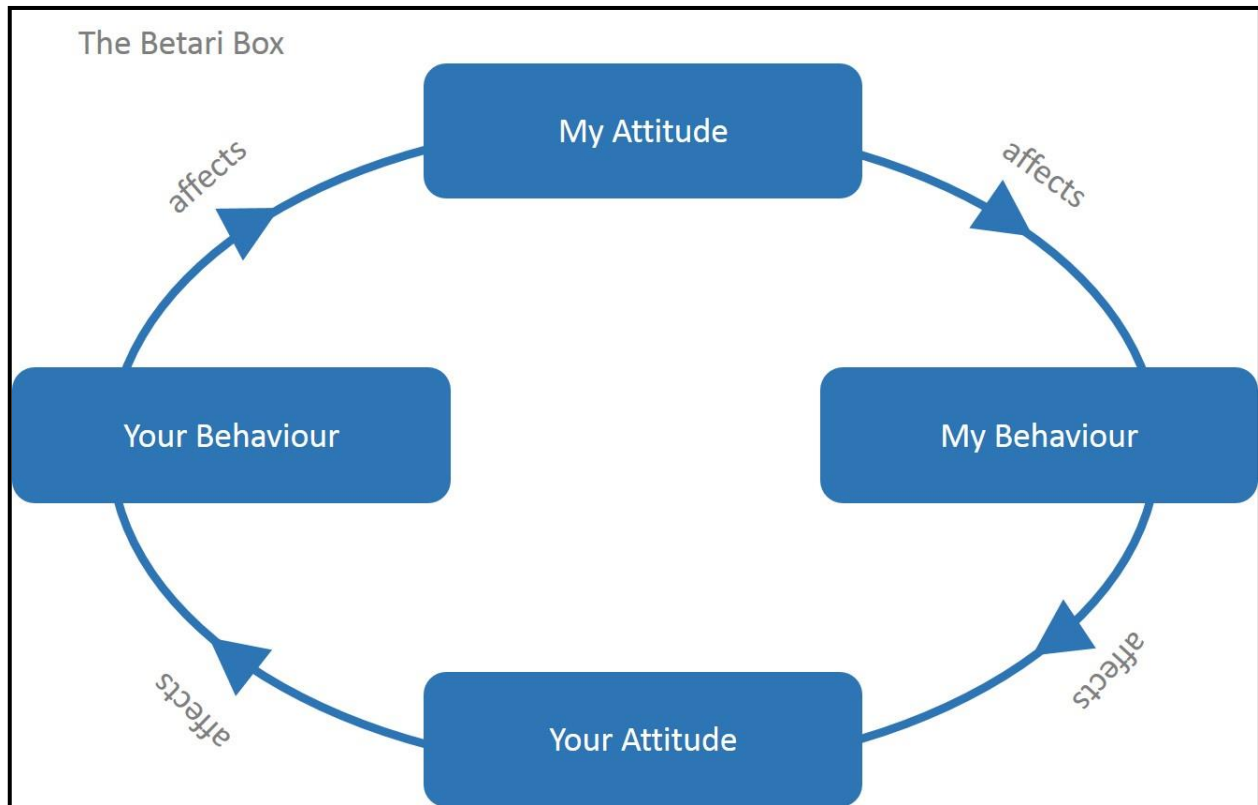 The Betari Box
My Attitude
affects
affects
Your Behaviour
My Behaviour
affects
affects
Your Attitude